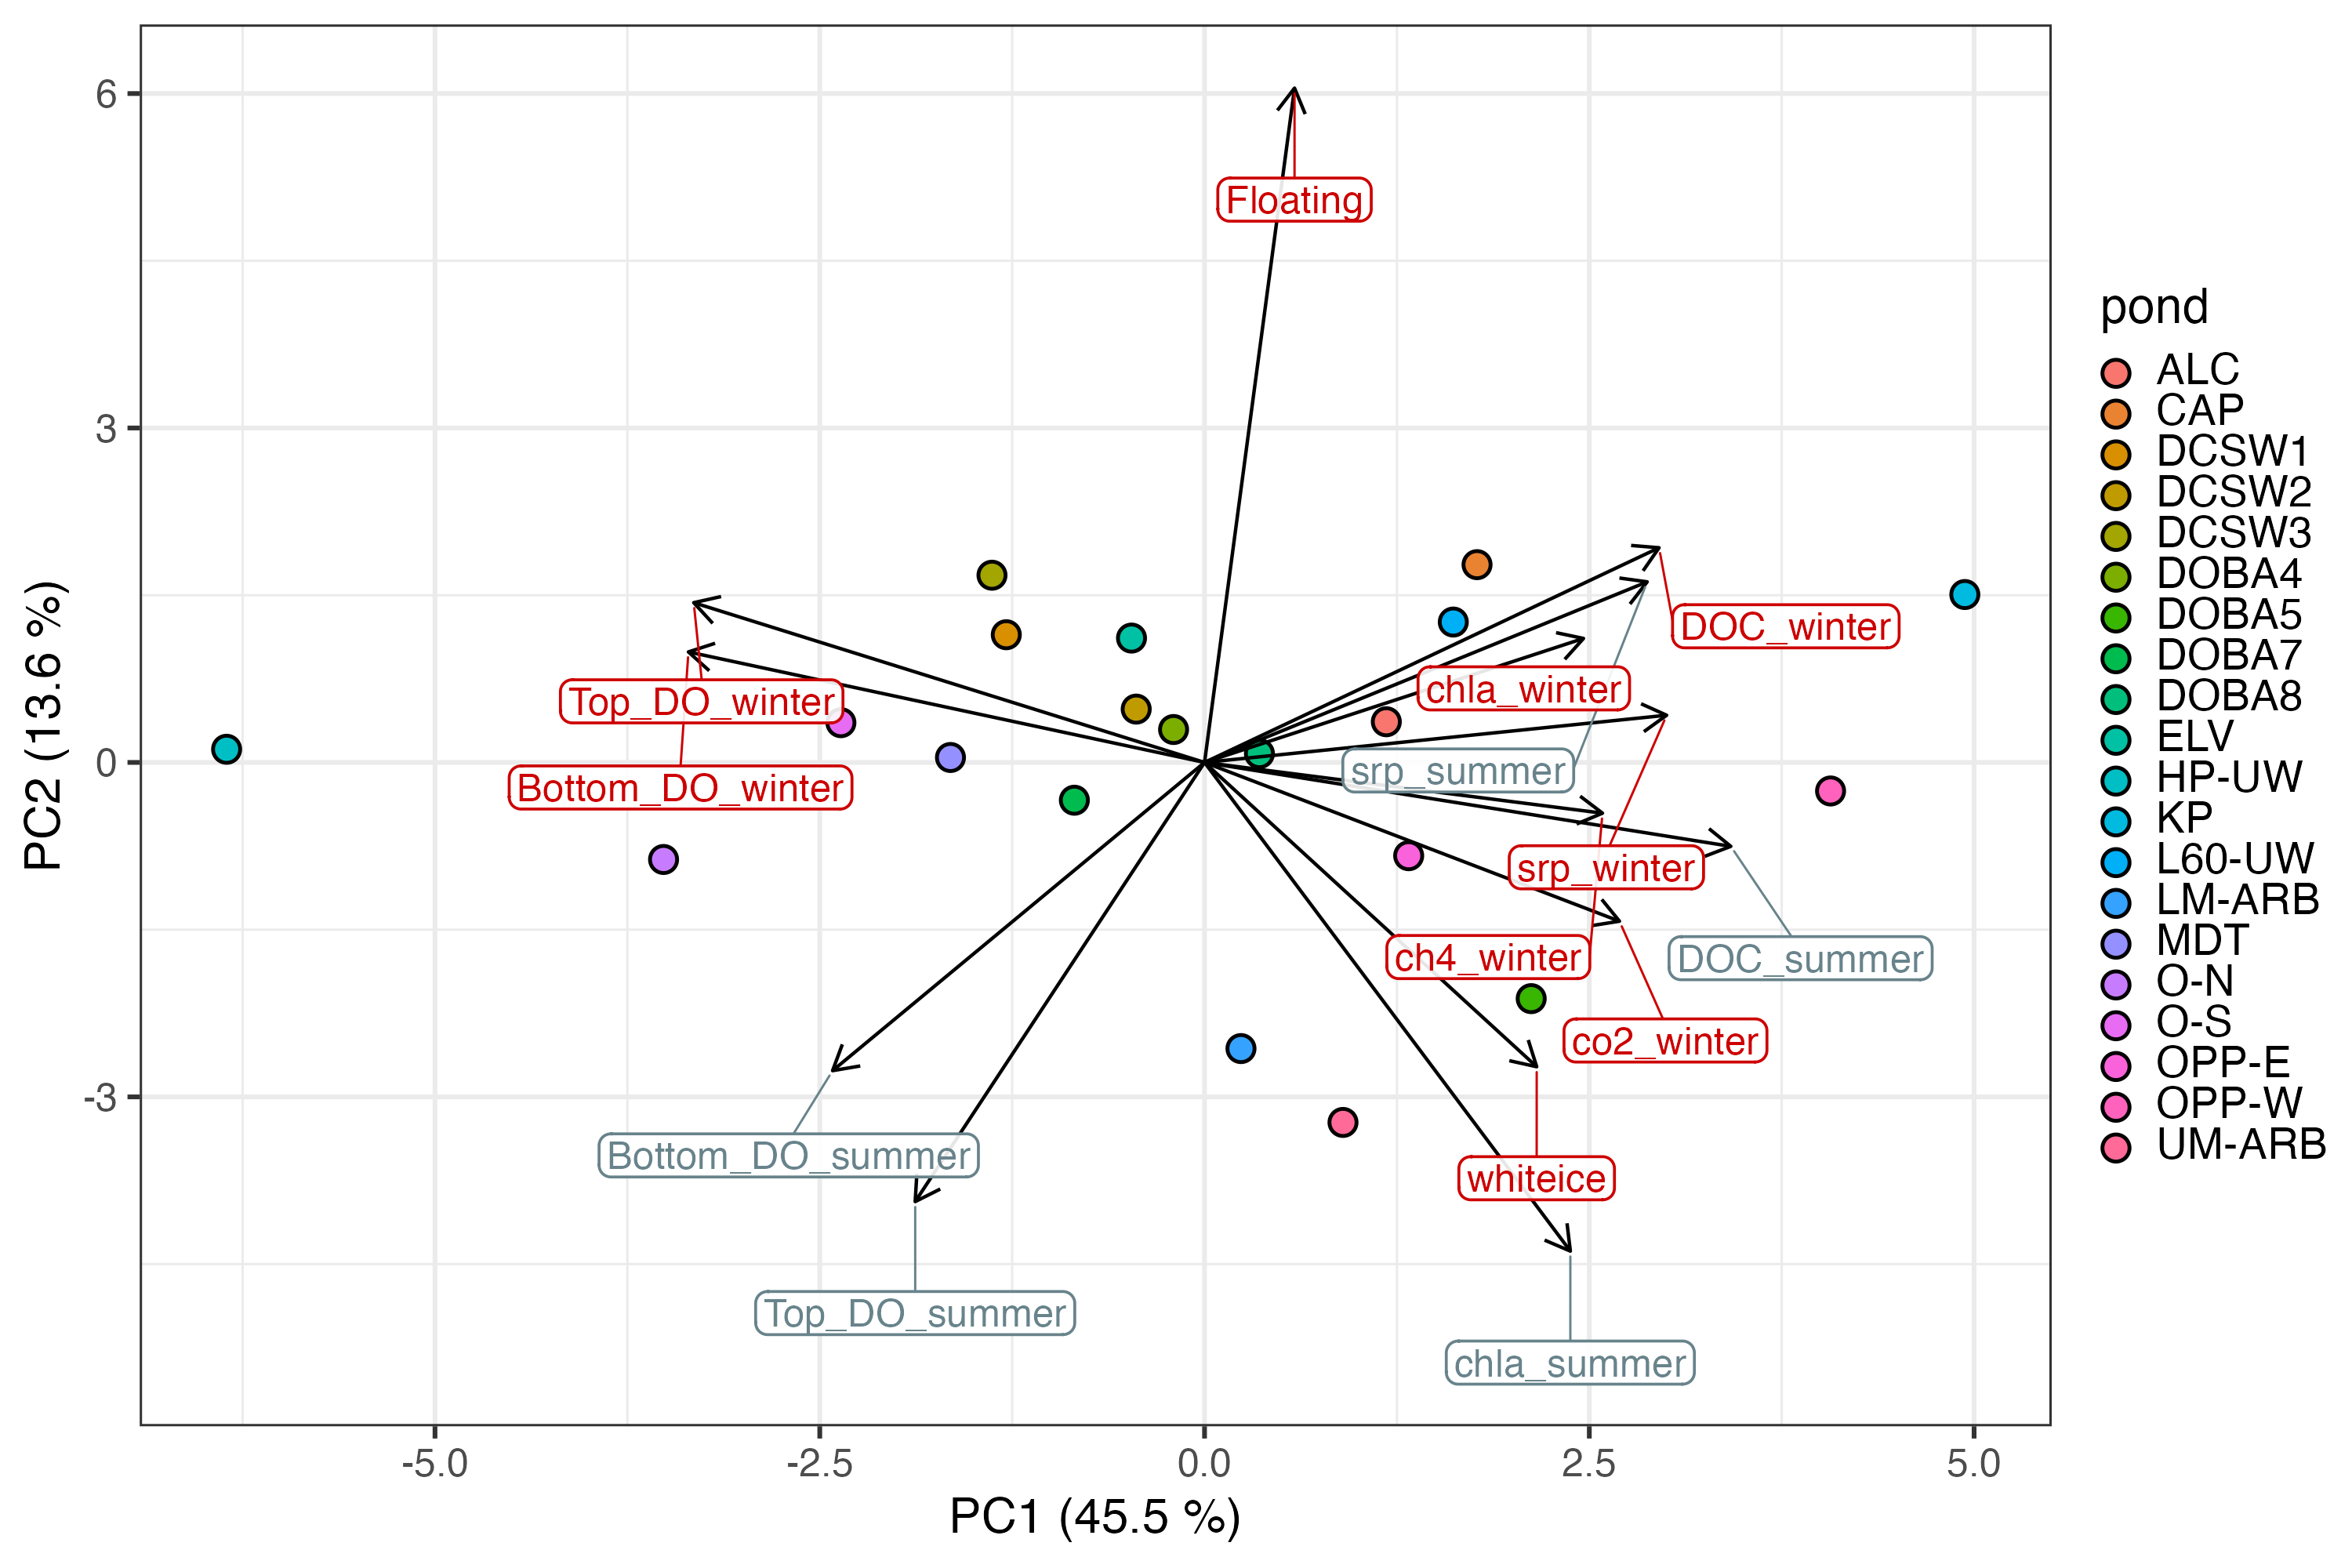 6
3
0
-3
PC2 (13.6 %)
Floating
DOC_winter
chla_winter
Top_DO_winter
srp_summer
Bottom_DO_winter
srp_winter
ch4_winter
DOC_summer
co2_winter
Bottom_DO_summer
whiteice
Top_DO_summer
chla_summer
-5.0
-2.5
0.0
2.5
5.0
PC1 (45.5 %)
pond
ALC
CAP
DCSW1
DCSW2
DCSW3
DOBA4
DOBA5
DOBA7
DOBA8
ELV
HP-UW
KP
L60-UW
LM-ARB
MDT
O-N
O-S
OPP-E
OPP-W
UM-ARB